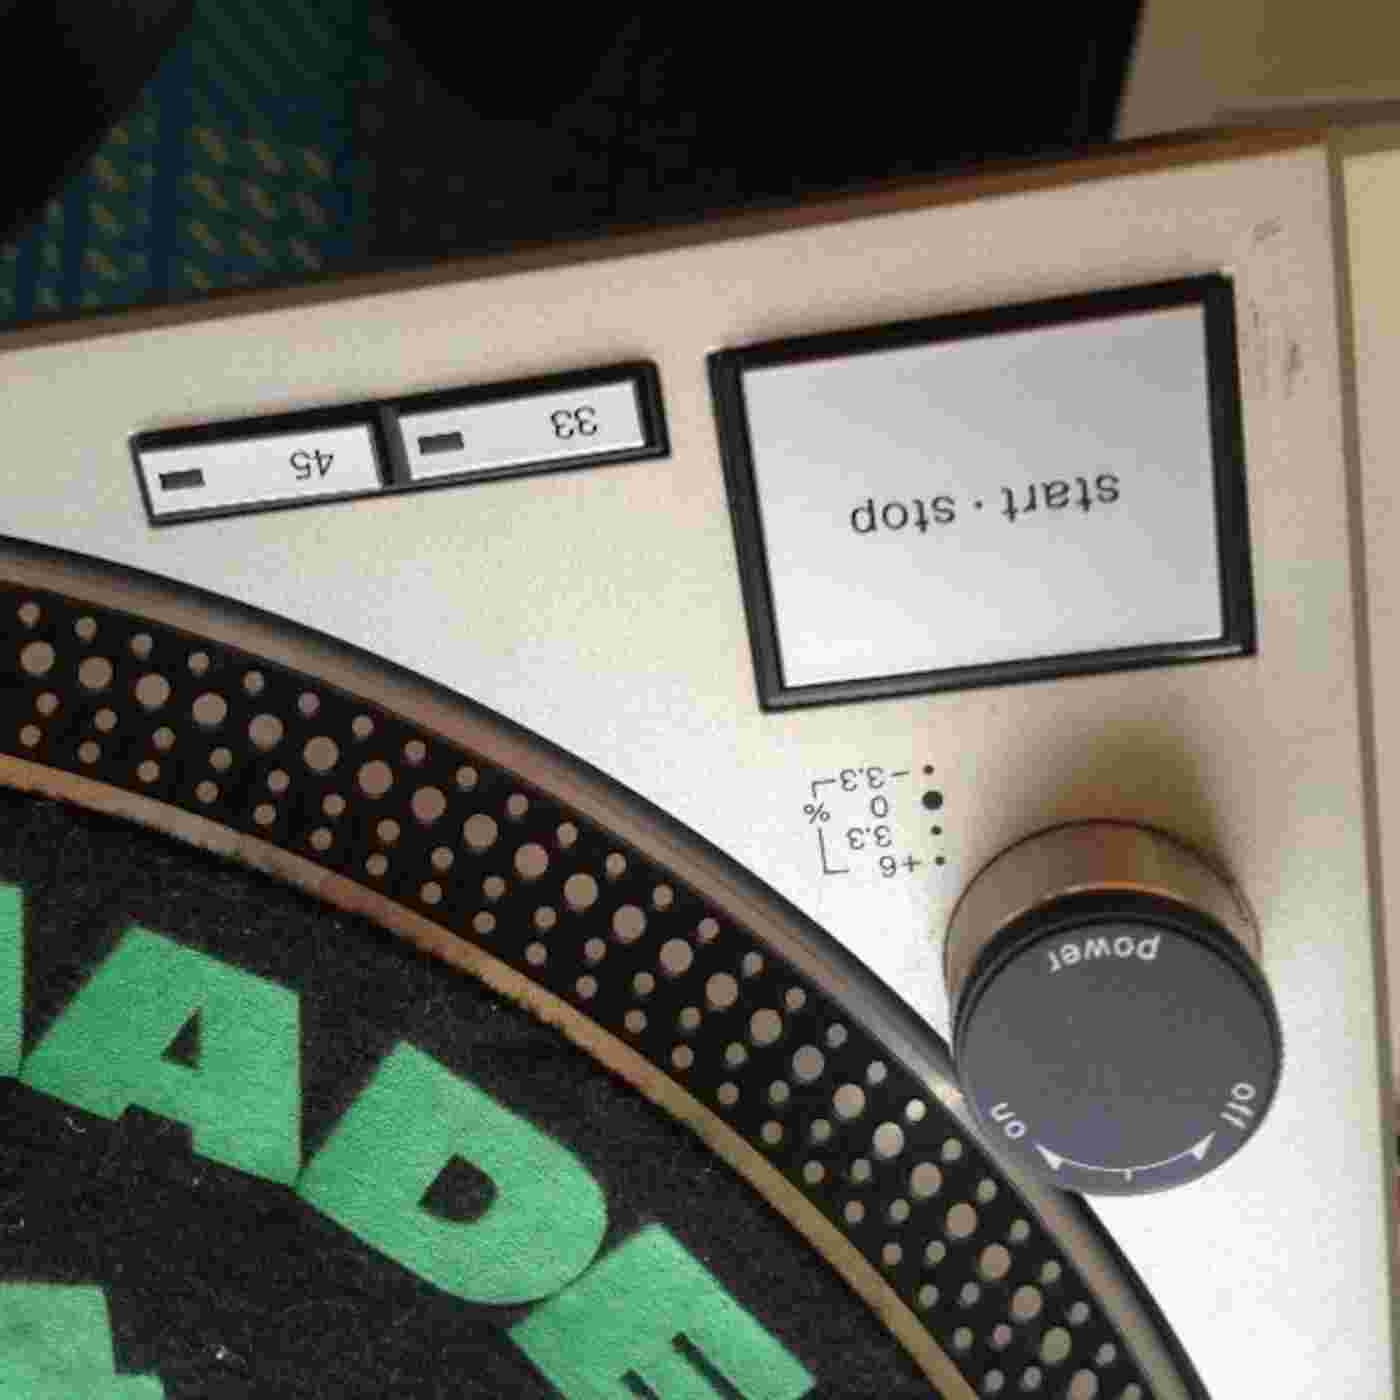 start · stop
33
45
+6
3.3
0 %
−3.3
power
on
off
ADE